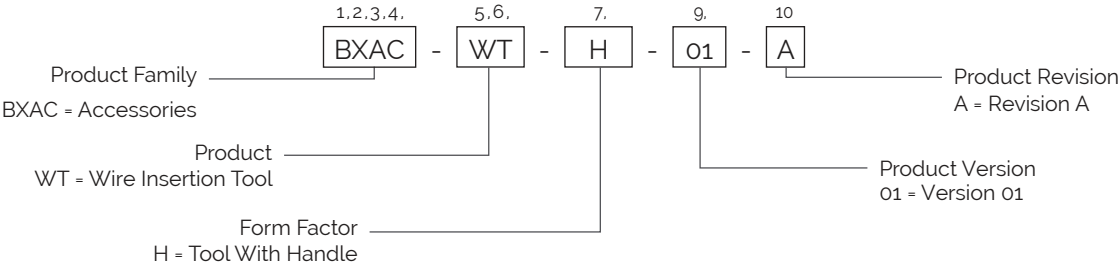 1,2,3,4, 5,6, 7, 9, 10
BXAC - WT - H - 01 - A
Product Family
BXAC = Accessories
Product Revision
A = Revision A
Product
WT = Wire Insertion Tool
Product Version
01 = Version 01
Form Factor
H = Tool With Handle